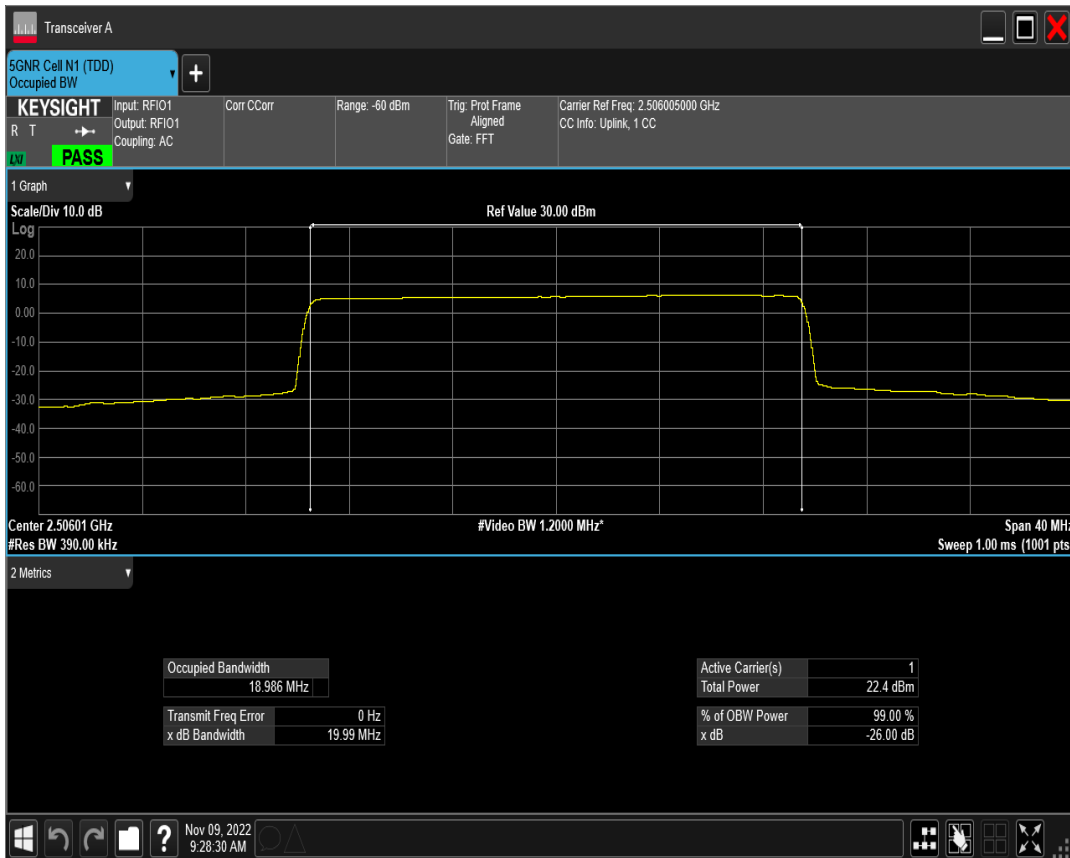 Transceiver A
5GNR Cell N1 (TDD)
Occupied BW
+
KEYSIGHT
R T
LXI
PASS
Input: RFIO1
Output: RFIO1
Coupling: AC
Corr CCorr
Range: -60 dBm
Trig: Prot Frame
Aligned
Gate: FFT
Carrier Ref Freq: 2.506005000 GHz
CC Info: Uplink, 1 CC
1 Graph
Scale/Div 10.0 dB
Ref Value 30.00 dBm
Log
20.0
10.0
0.00
-10.0
-20.0
-30.0
-40.0
-50.0
-60.0
Center 2.50601 GHz
#Video BW 1.2000 MHz*
Span 40 MHz
#Res BW 390.00 kHz
Sweep 1.00 ms (1001 pts
2 Metrics
Occupied Bandwidth
18.986 MHz
Transmit Freq Error 0 Hz
x dB Bandwidth 19.99 MHz
Active Carrier(s) 1
Total Power 22.4 dBm
% of OBW Power 99.00 %
x dB -26.00 dB
?
Nov 09, 2022
9:28:30 AM